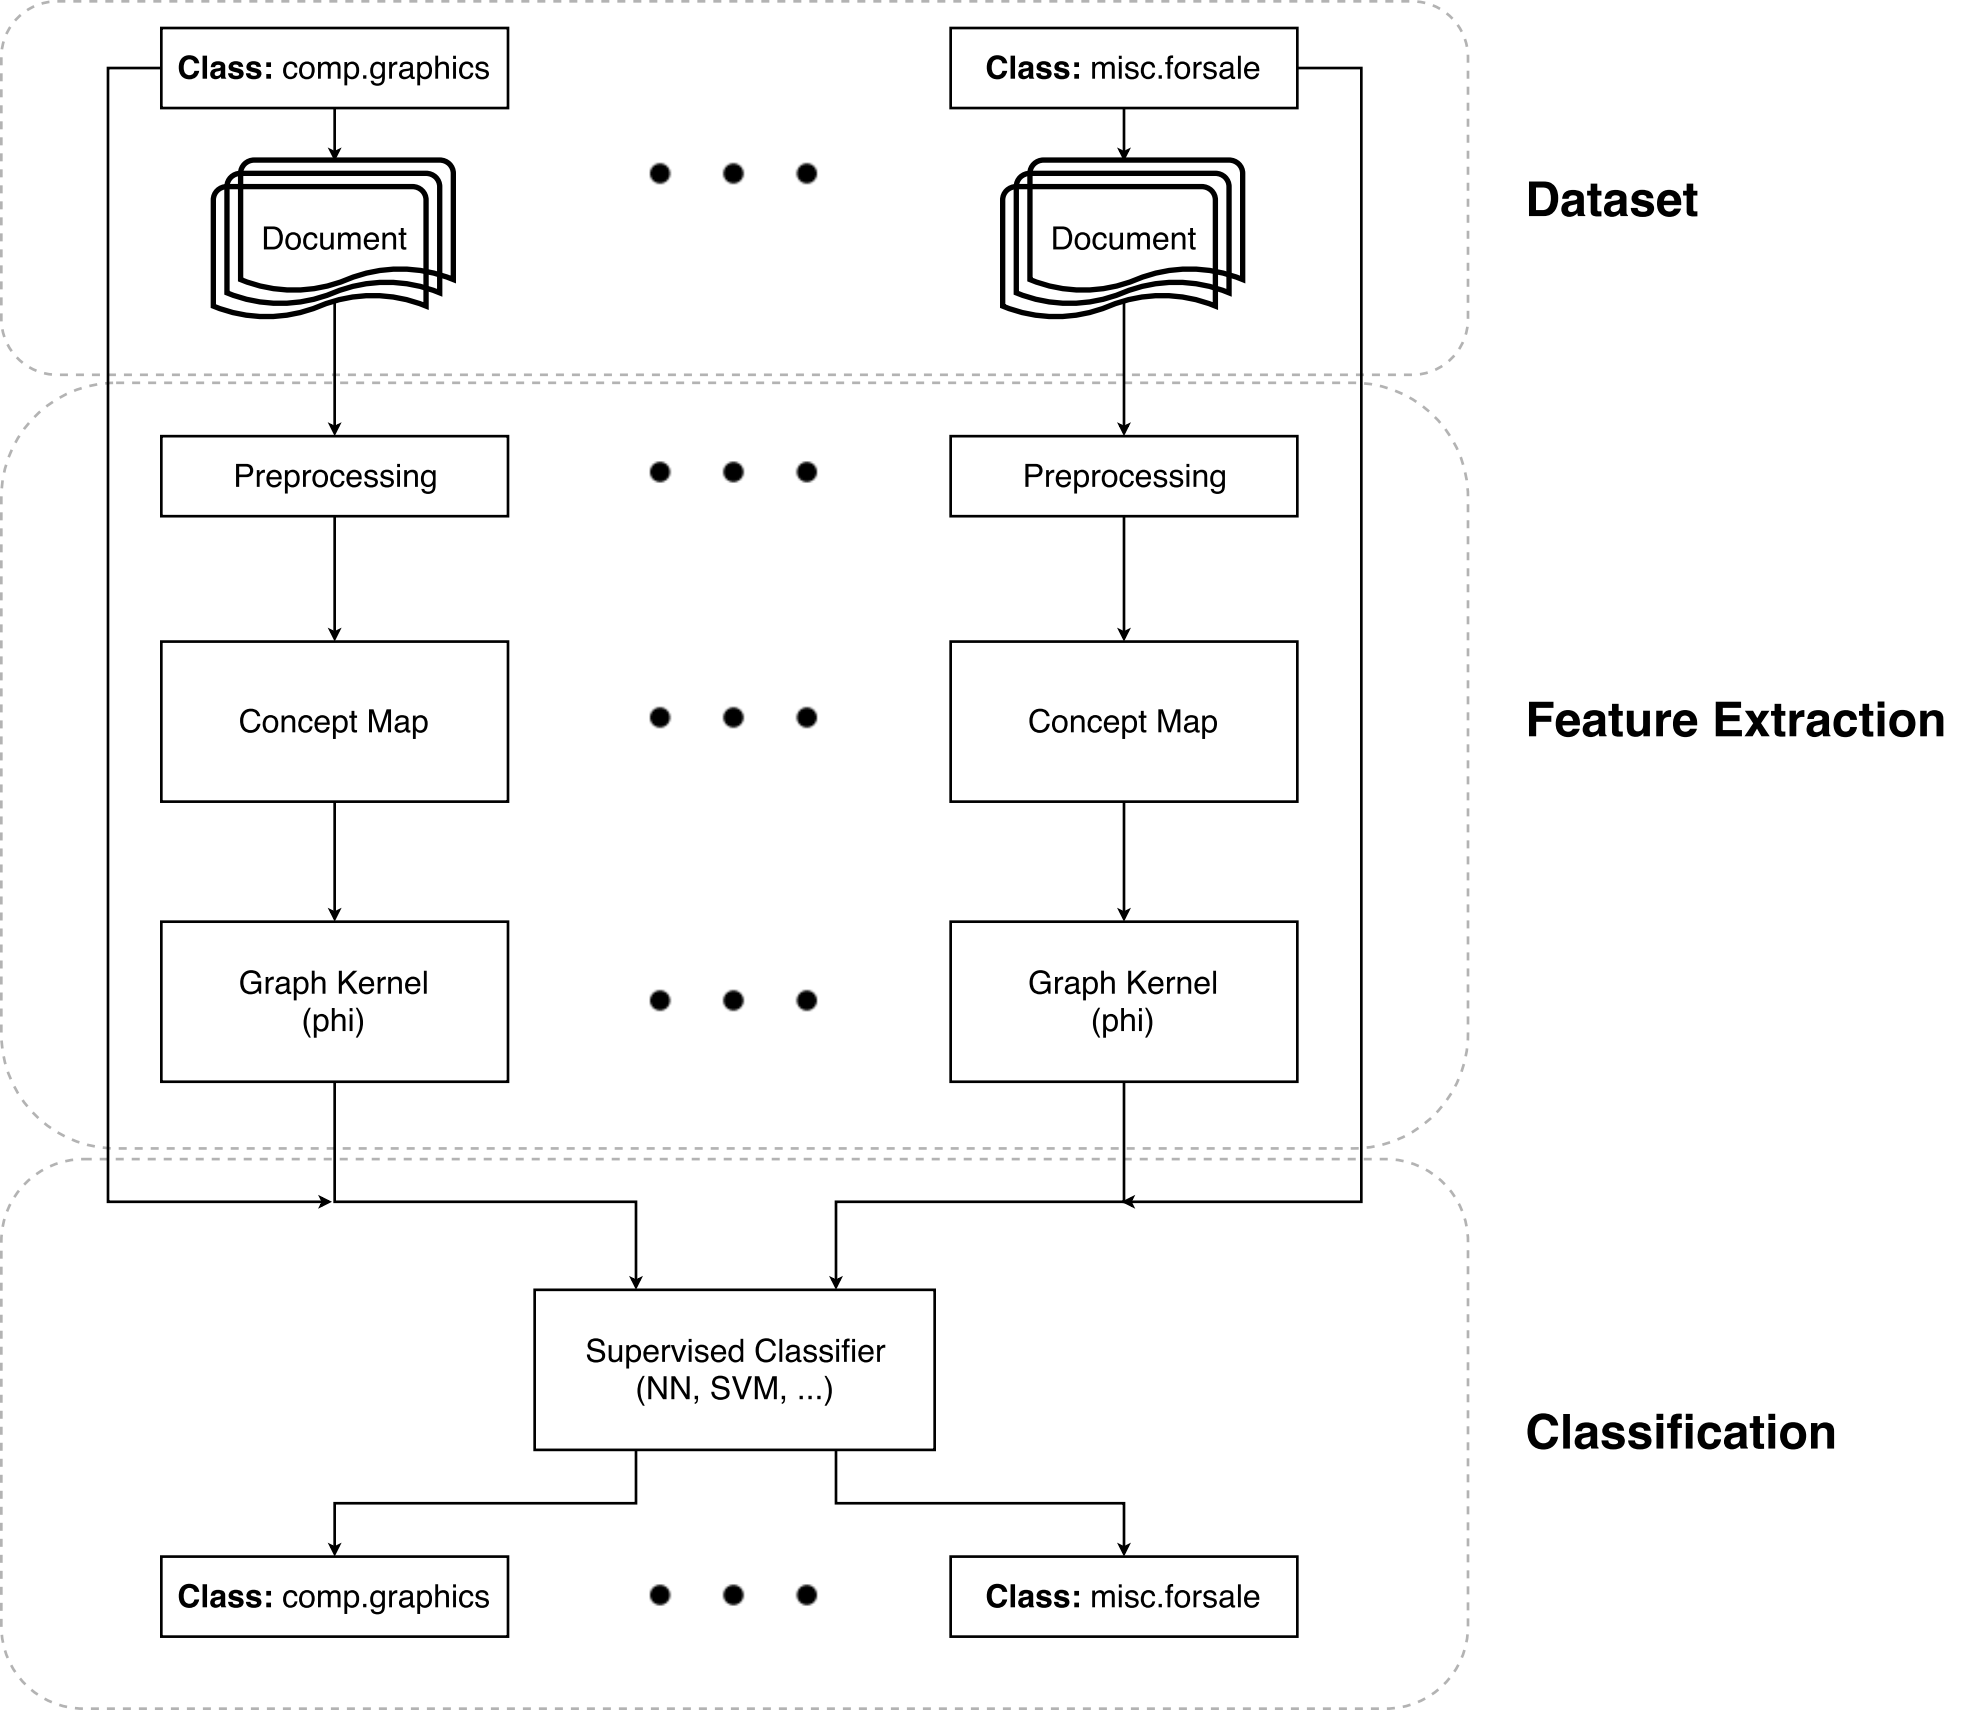 Class: comp.graphics
Class: misc.forsale
Document
Document
Dataset
Preprocessing
Preprocessing
Concept Map
Concept Map
Feature Extraction
Graph Kernel
(phi)
Graph Kernel
(phi)
Supervised Classifier
(NN, SVM, ...)
Classification
Class: comp.graphics
Class: misc.forsale